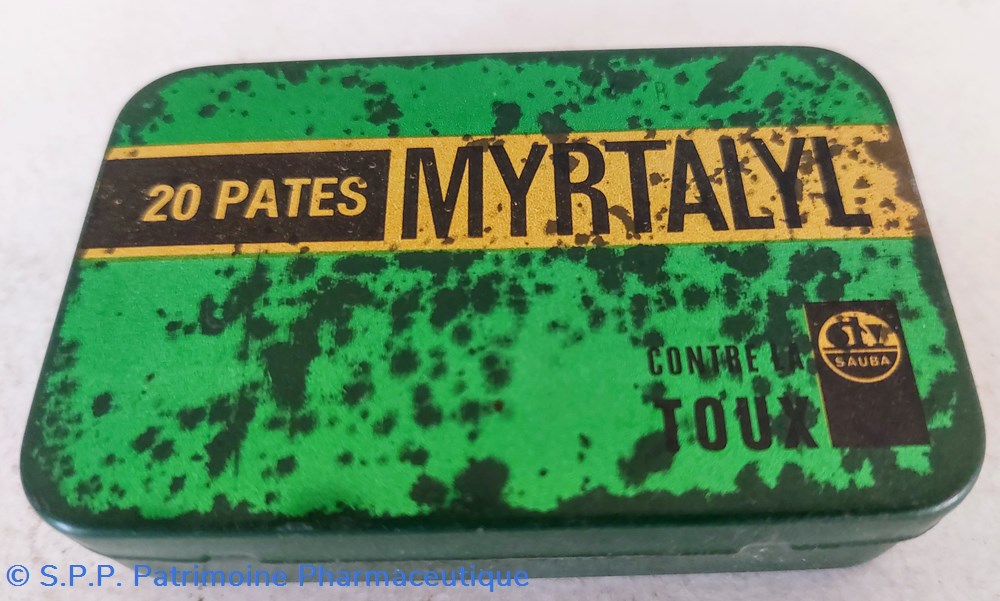 20 PATES
MYRTALYL
CONTRE LA
TOUX
SAUBA
© S.P.P. Patrimoine Pharmaceutique